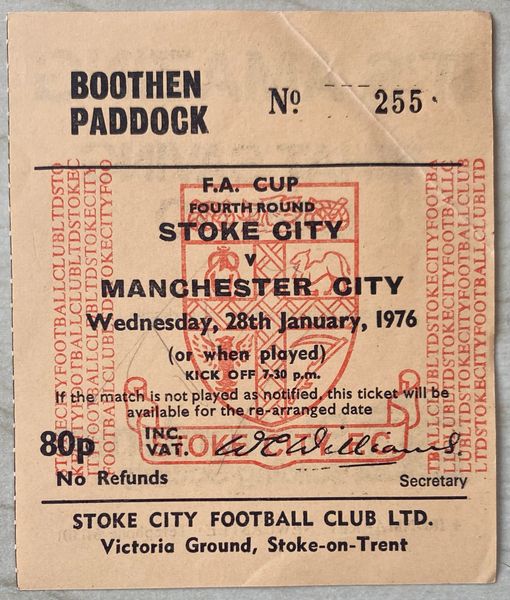 BOOTHEN
PADDOCK
No 255
F.A. CUP
FOURTH ROUND
STOKE CITY
v
MANCHESTER CITY
Wednesday, 28th January, 1976
(or when played)
KICK OFF 7-30 p.m.
If the match is not played as notified, this ticket will be
available for the re-arranged date
80p INC. VAT.
W C Williams.
No Refunds
Secretary
STOKE CITY FOOTBALL CLUB LTD.
Victoria Ground, Stoke-on-Trent